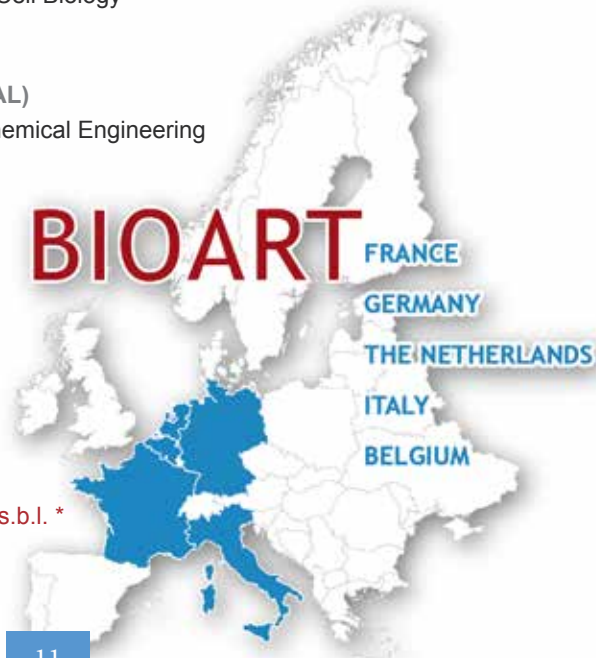 Cell Biology
AL)
emical Engineering
BIOART
FRANCE
GERMANY
THE NETHERLANDS
ITALY
BELGIUM
s.b.l. *
11